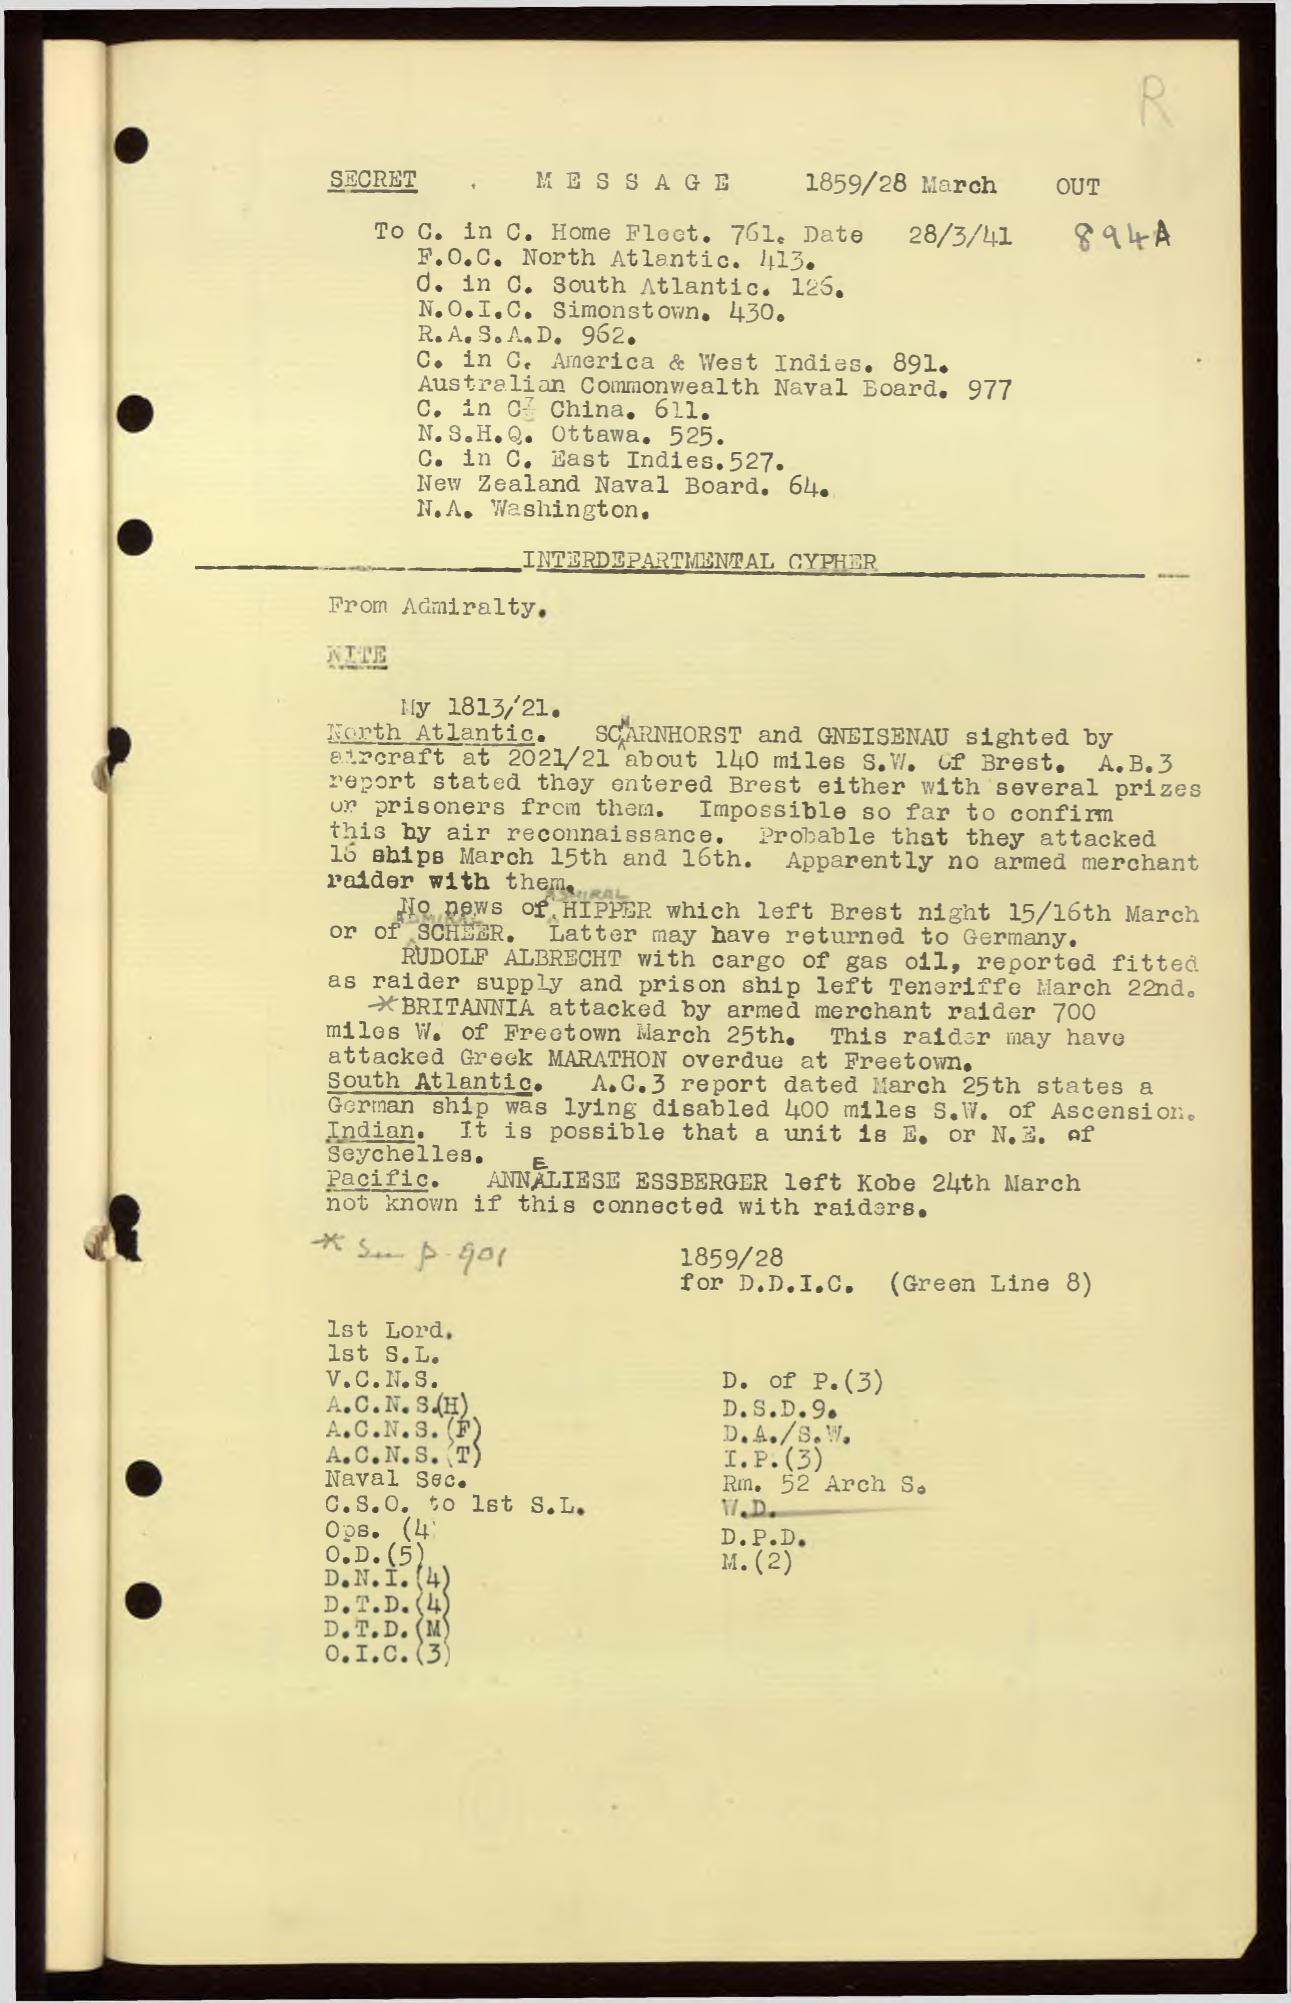 R
SECRET . M E S S A G E 1859/28 March OUT
To C. in C. Home Fleet. 761. Date 28/3/41 894A
F.O.C. North Atlantic. 413.
C. in C. South Atlantic. 126.
N.O.I.C. Simonstown. 430.
R.A.S.A.D. 962.
C. in C. America & West Indies. 891.
Australian Commonwealth Naval Board. 977
C. in C. China. 611.
N.S.H.Q. Ottawa. 525.
C. in C. East Indies.527.
New Zealand Naval Board. 64.
N.A. Washington.
INTERDEPARTMENTAL CYPHER
From Admiralty.
NITE
My 1813/21.
North Atlantic. SCHARNHORST and GNEISENAU sighted by
aircraft at 2021/21 about 140 miles S.W. of Brest. A.B.3
report stated they entered Brest either with several prizes
or prisoners from them. Impossible so far to confirm
this by air reconnaissance. Probable that they attacked
16 ships March 15th and 16th. Apparently no armed merchant
raider with them.
No news of ADMIRAL HIPPER which left Brest night 15/16th March
or of ADMIRAL SCHEER. Latter may have returned to Germany.
RUDOLF ALBRECHT with cargo of gas oil, reported fitted
as raider supply and prison ship left Teneriffe March 22nd.
* BRITANNIA attacked by armed merchant raider 700
miles W. of Freetown March 25th. This raider may have
attacked Greek MARATHON overdue at Freetown.
South Atlantic. A.C.3 report dated March 25th states a
German ship was lying disabled 400 miles S.W. of Ascension.
Indian. It is possible that a unit is E. or N.E. of
Seychelles.
Pacific. ANNELIESE ESSBERGER left Kobe 24th March
not known if this connected with raiders.
* See p. 901
1859/28
for D.D.I.C. (Green Line 8)
1st Lord.
1st S.L.
V.C.N.S. D. of P.(3)
A.C.N.S.(H) D.S.D.9.
A.C.N.S.(F) D.A./S.W.
A.C.N.S.(T) I.P.(3)
Naval Sec. Rm. 52 Arch S.
C.S.O. to 1st S.L. W.D.
Ops. (4) D.P.D.
O.D.(5) M.(2)
D.N.I.(4)
D.T.D.(4)
D.T.D.(M)
O.I.C.(3)